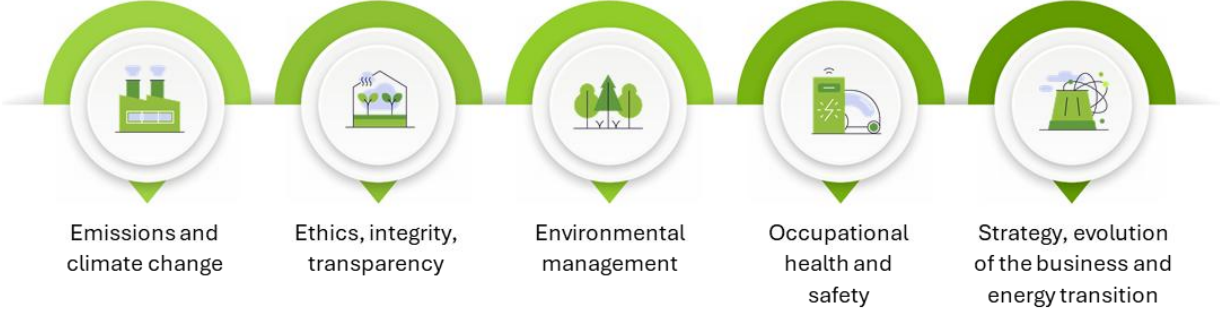 Emissions and
climate change
Ethics, integrity,
transparency
Environmental
management
Occupational
health and
safety
Strategy, evolution
of the business and
energy transition